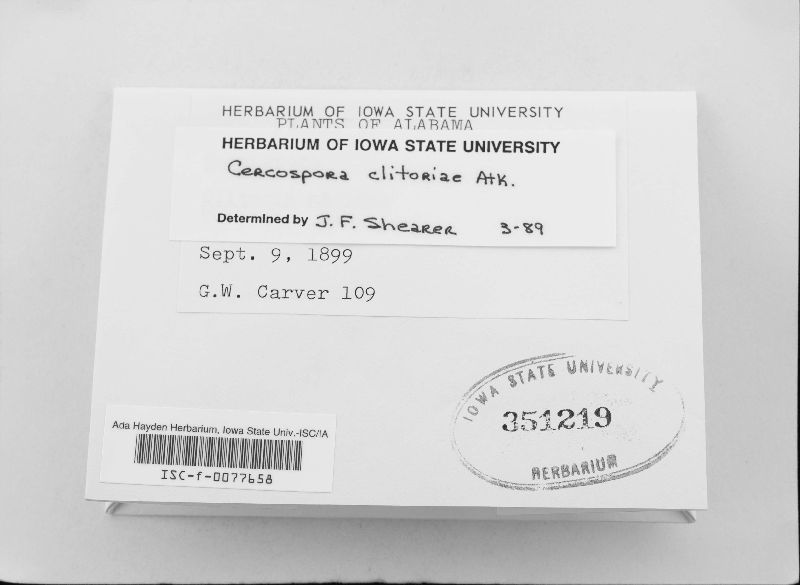 HERBARIUM OF IOWA STATE UNIVERSITY
PLANTS OF ALABAMA
HERBARIUM OF IOWA STATE UNIVERSITY
Cercospora clitoriae Atk.
Determined by J. F. Shearer 3-89
Sept. 9, 1899
G.W. Carver 109
IOWA STATE UNIVERSITY
351219
HERBARIUM
Ada Hayden Herbarium, Iowa State Univ.-ISC/IA
ISC-f-0077658